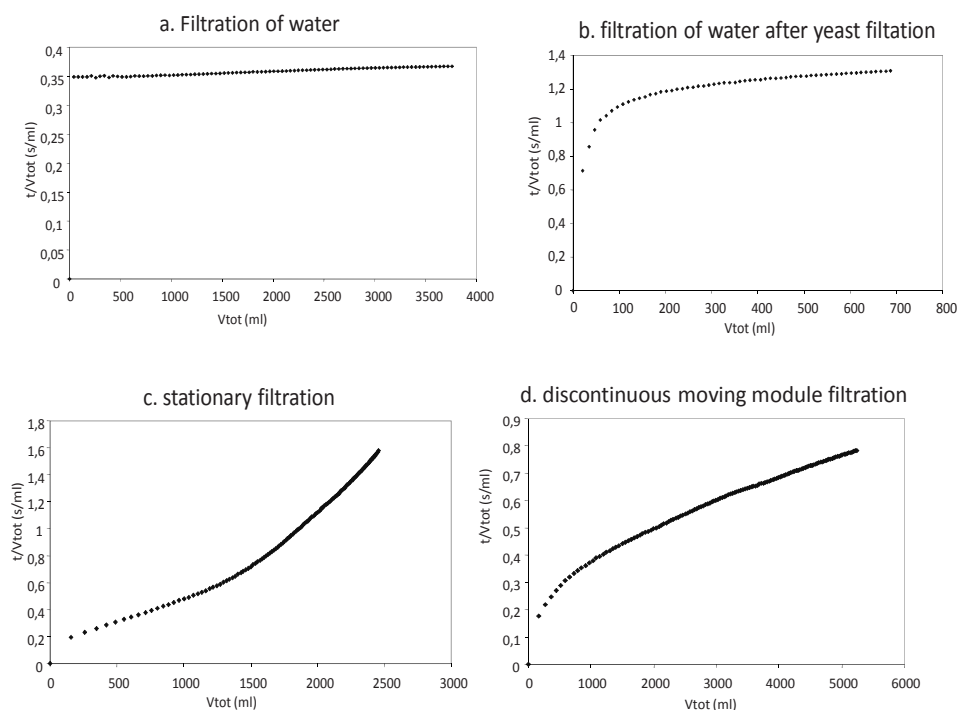 a. Filtration of water
0,4
0,35
0,3
0,25
0,2
0,15
0,1
0,05
0
t/Vtot (s/ml)
0 500 1000 1500 2000 2500 3000 3500 4000
Vtot (ml)
b. filtration of water after yeast filtation
1,4
1,2
1
0,8
0,6
0,4
0,2
0
t/Vtot (s/ml)
0 100 200 300 400 500 600 700 800
Vtot (ml)
c. stationary filtration
1,8
1,6
1,4
1,2
1
0,8
0,6
0,4
0,2
0
t/Vtot (s/ml)
0 500 1000 1500 2000 2500 3000
Vtot (ml)
d. discontinuous moving module filtration
0,9
0,8
0,7
0,6
0,5
0,4
0,3
0,2
0,1
0
t/Vtot (s/ml)
0 1000 2000 3000 4000 5000 6000
Vtot (ml)